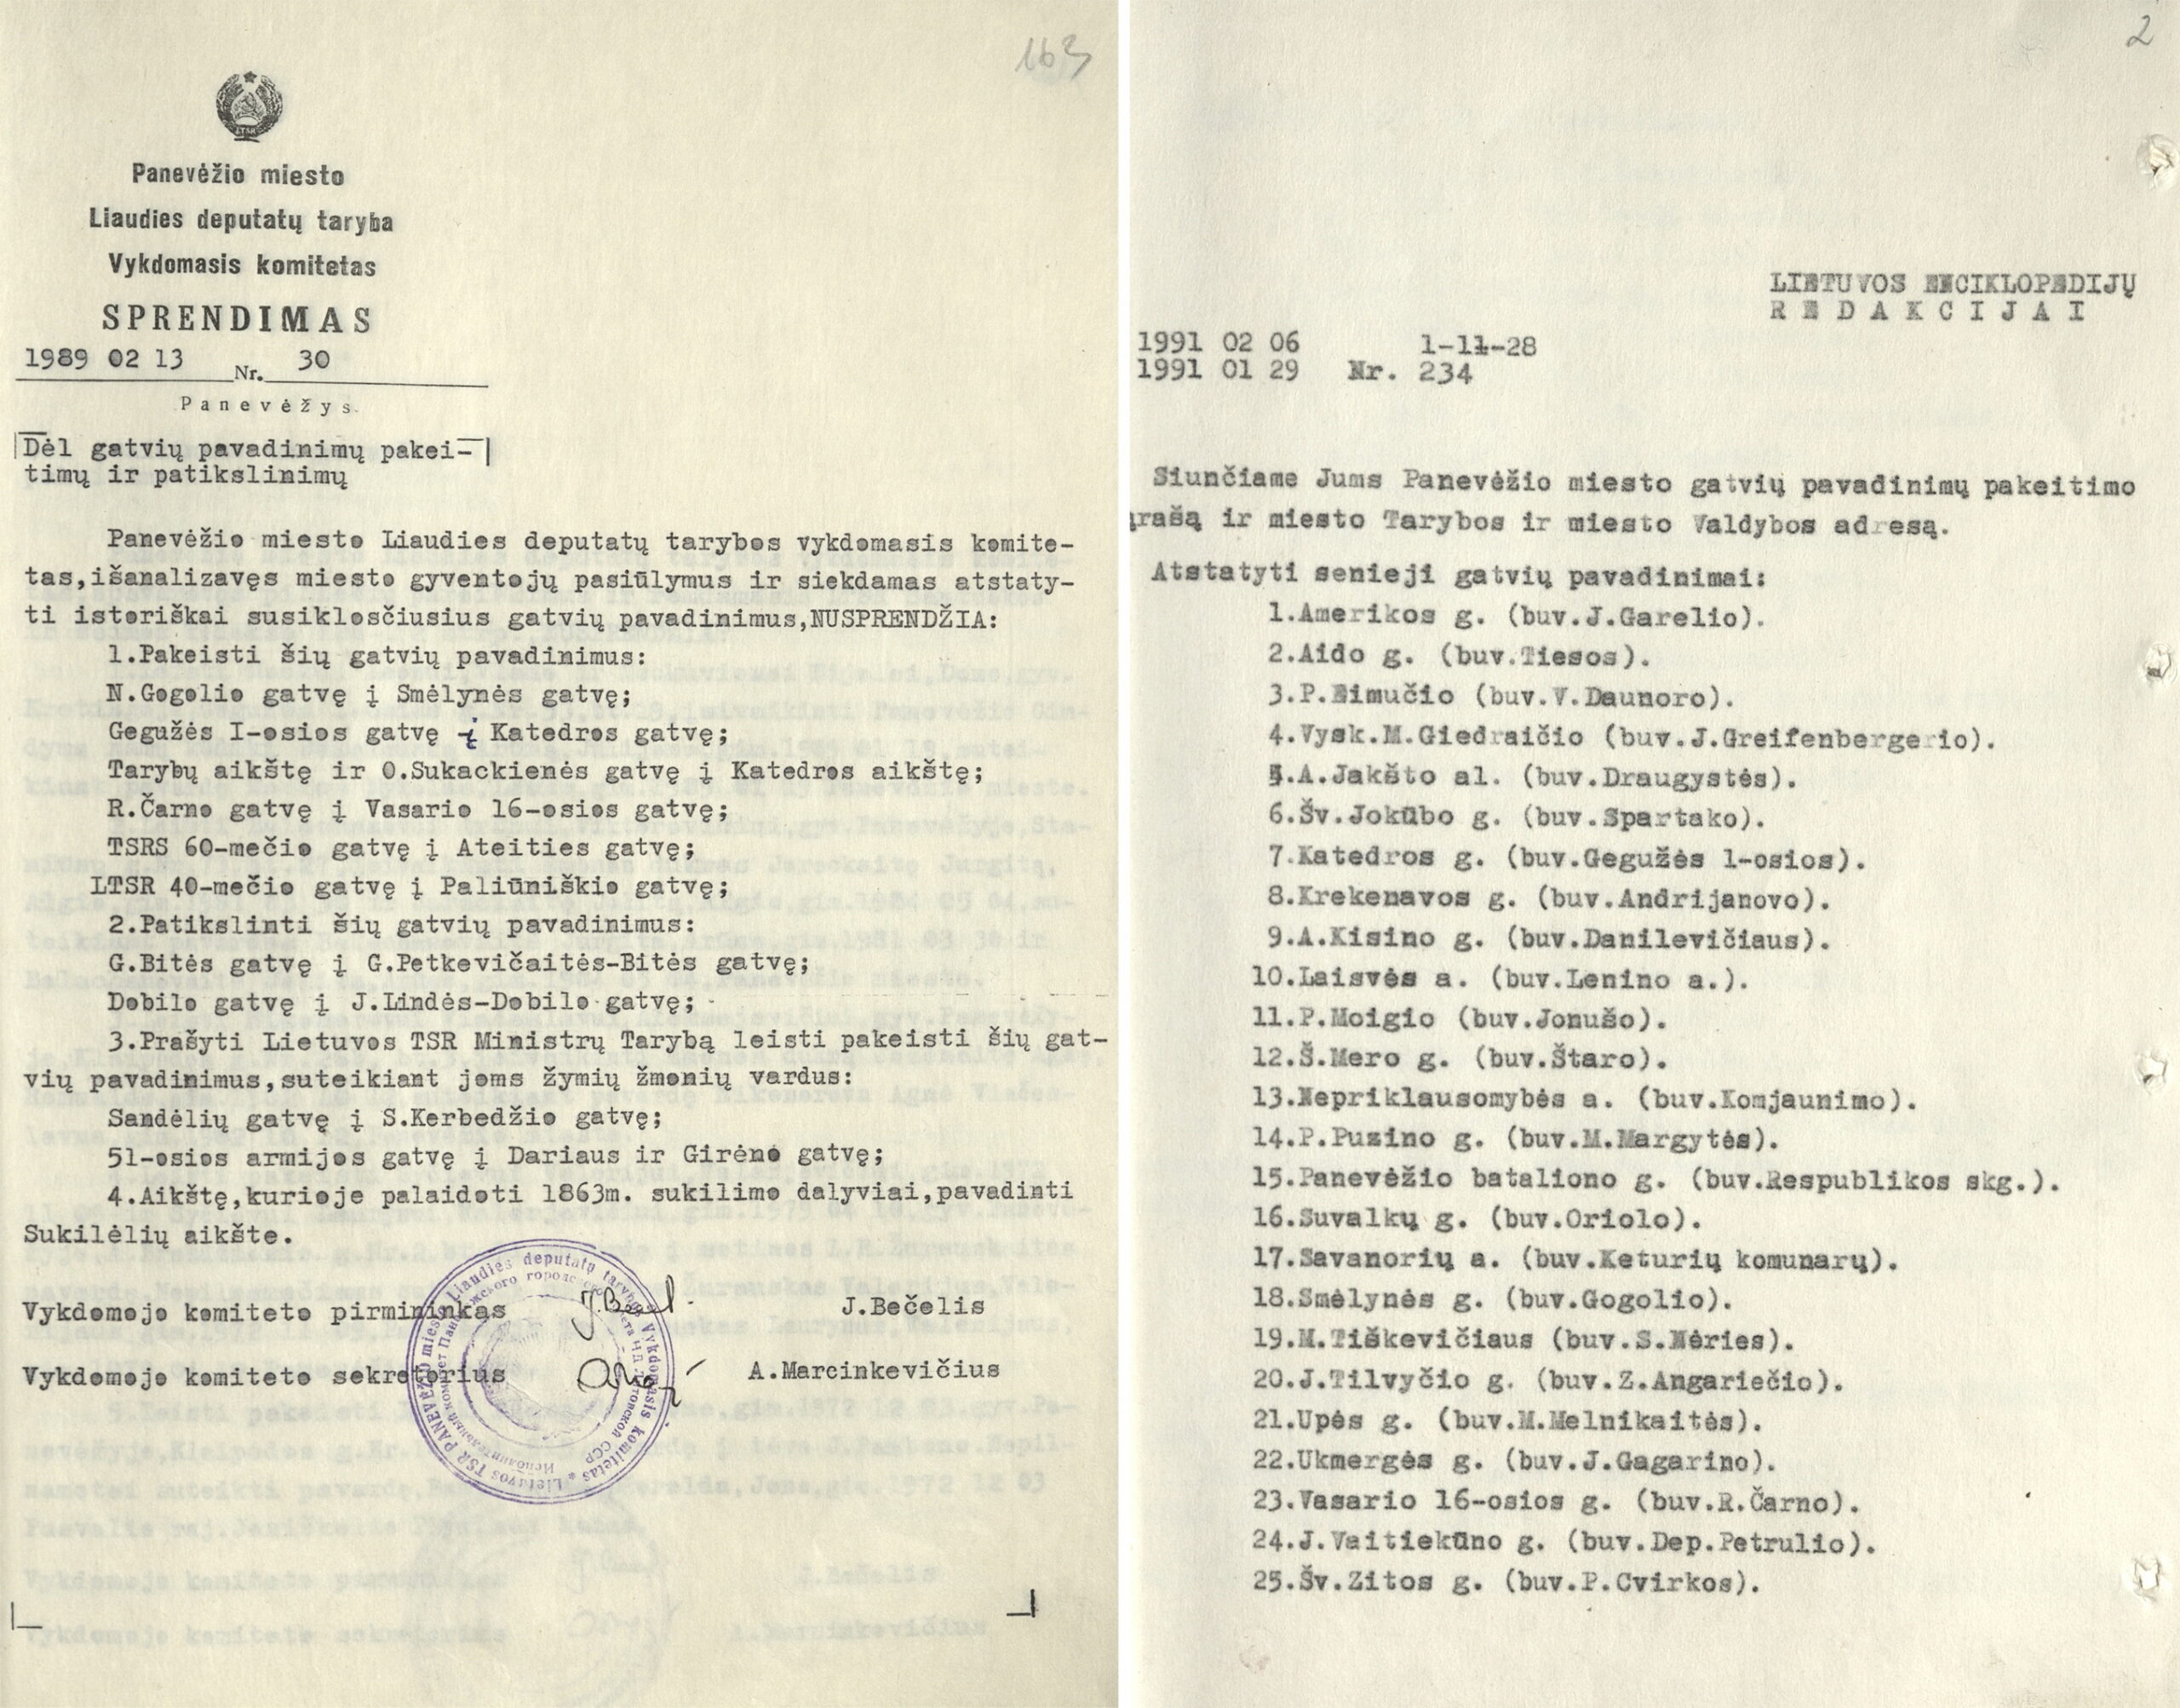 163
LTSR
Panevėžio miesto
Liaudies deputatų taryba
Vykdomasis komitetas
SPRENDIMAS
1989 02 13 Nr. 30
Panevėžys
Dėl gatvių pavadinimų pakei-
timų ir patikslinimų
Panevėžio miesto Liaudies deputatų tarybos vykdomasis komite-
tas,išanalizavęs miesto gyventojų pasiūlymus ir siekdamas atstaty-
ti istoriškai susiklosčiusius gatvių pavadinimus,NUSPRENDŽIA:
1.Pakeisti šių gatvių pavadinimus:
N.Gogolio gatvę į Smėlynės gatvę;
Gegužės I-osios gatvę į Katedros gatvę;
Tarybų aikštę ir O.Sukackienės gatvę į Katedros aikštę;
R.Čarno gatvę į Vasario 16-osios gatvę;
TSRS 60-mečio gatvę į Ateities gatvę;
LTSR 40-mečio gatvę į Paliūniškio gatvę;
2.Patikslinti šių gatvių pavadinimus:
G.Bitės gatvę į G.Petkevičaitės-Bitės gatvę;
Dobilo gatvę į J.Lindės-Dobilo gatvę;
3.Prašyti Lietuvos TSR Ministrų Tarybą leisti pakeisti šių gat-
vių pavadinimus,suteikiant joms žymių žmonių vardus:
Sandėlių gatvę į S.Kerbedžio gatvę;
51-osios armijos gatvę į Dariaus ir Girėno gatvę;
4.Aikštę,kurioje palaidoti 1863m. sukilimo dalyviai,pavadinti
Sukilėlių aikšte.
Vykdomojo komiteto pirmininkas J.Bečelis
Vykdomojo komiteto sekretorius A.Marcinkevičius
Lietuvos TSR PANEVĖŽIO miesto Liaudies deputatų tarybos Vykdomasis komitetas
2
LIETUVOS ENCIKLOPEDIJŲ
REDAKCIJAI
1991 02 06 1-11-28
1991 01 29 Nr. 234
Siunčiame Jums Panevėžio miesto gatvių pavadinimų pakeitimo
ąrašą ir miesto Tarybos ir miesto Valdybos adresą.
Atstatyti senieji gatvių pavadinimai:
1.Amerikos g. (buv.J.Garelio).
2.Aido g. (buv.Tiesos).
3.P.Eimučio (buv.V.Daunoro).
4.Vysk.M.Giedraičio (buv.J.Greifenbergerio).
5.A.Jakšto al. (buv.Draugystės).
6.Šv.Jokūbo g. (buv.Spartako).
7.Katedros g. (buv.Gegužės 1-osios).
8.Krekenavos g. (buv.Andrijanovo).
9.A.Kisino g. (buv.Danilevičiaus).
10.Laisvės a. (buv.Lenino a.).
11.P.Moigio (buv.Jonušo).
12.Š.Mero g. (buv.Štaro).
13.Nepriklausomybės a. (buv.Komjaunimo).
14.P.Puzino g. (buv.M.Margytės).
15.Panevėžio bataliono g. (buv.Respublikos skg.).
16.Suvalkų g. (buv.Oriolo).
17.Savanorių a. (buv.Keturių komunarų).
18.Smėlynės g. (buv.Gogolio).
19.M.Tiškevičiaus (buv.S.Nėries).
20.J.Tilvyčio g. (buv.Z.Angariečio).
21.Upės g. (buv.M.Melnikaitės).
22.Ukmergės g. (buv.J.Gagarino).
23.Vasario 16-osios g. (buv.R.Čarno).
24.J.Vaitiekūno g. (buv.Dep.Petrulio).
25.Šv.Zitos g. (buv.P.Cvirkos).